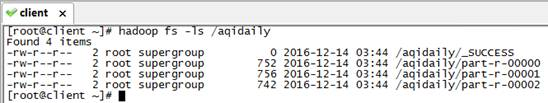 client
[root@client ~]# hadoop fs -ls /aqidaily
Found 4 items
-rw-r--r-- 2 root supergroup 0 2016-12-14 03:44 /aqidaily/_SUCCESS
-rw-r--r-- 2 root supergroup 752 2016-12-14 03:44 /aqidaily/part-r-00000
-rw-r--r-- 2 root supergroup 756 2016-12-14 03:44 /aqidaily/part-r-00001
-rw-r--r-- 2 root supergroup 742 2016-12-14 03:44 /aqidaily/part-r-00002
[root@client ~]#